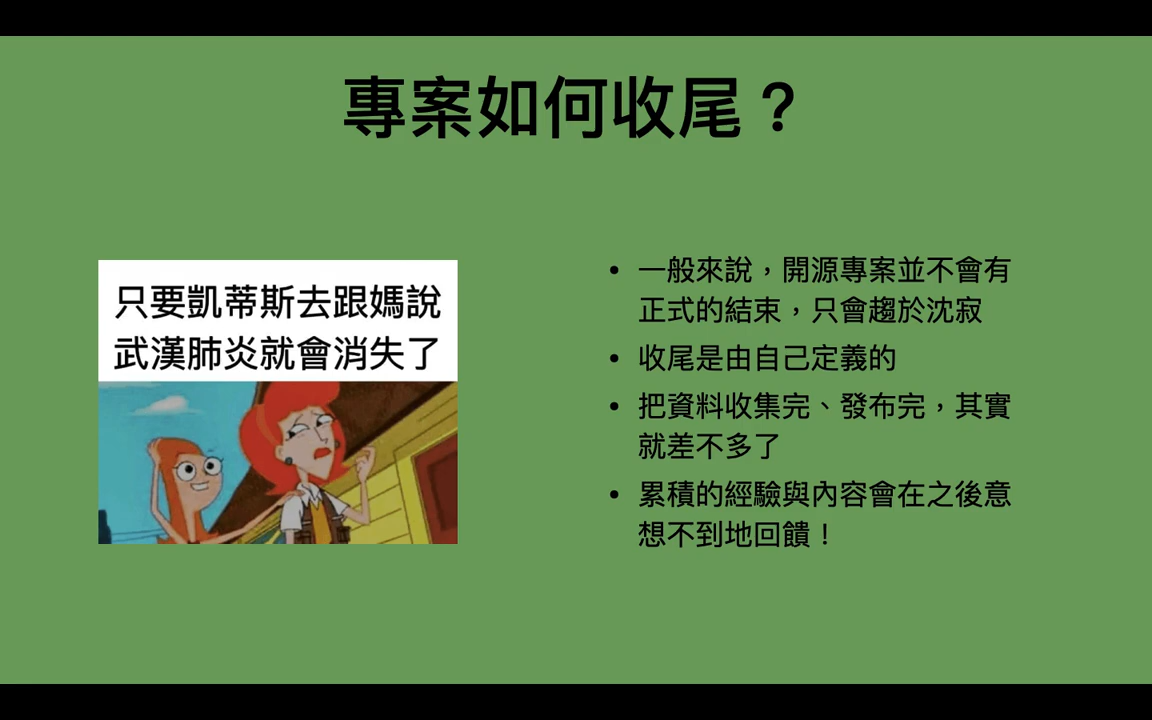 專案如何收尾？
只要凱蒂斯去跟媽說
武漢肺炎就會消失了
• 一般來說，開源專案並不會有
正式的結束，只會趨於沈寂
• 收尾是由自己定義的
• 把資料收集完、發布完，其實
就差不多了
• 累積的經驗與內容會在之後意
想不到地回饋！